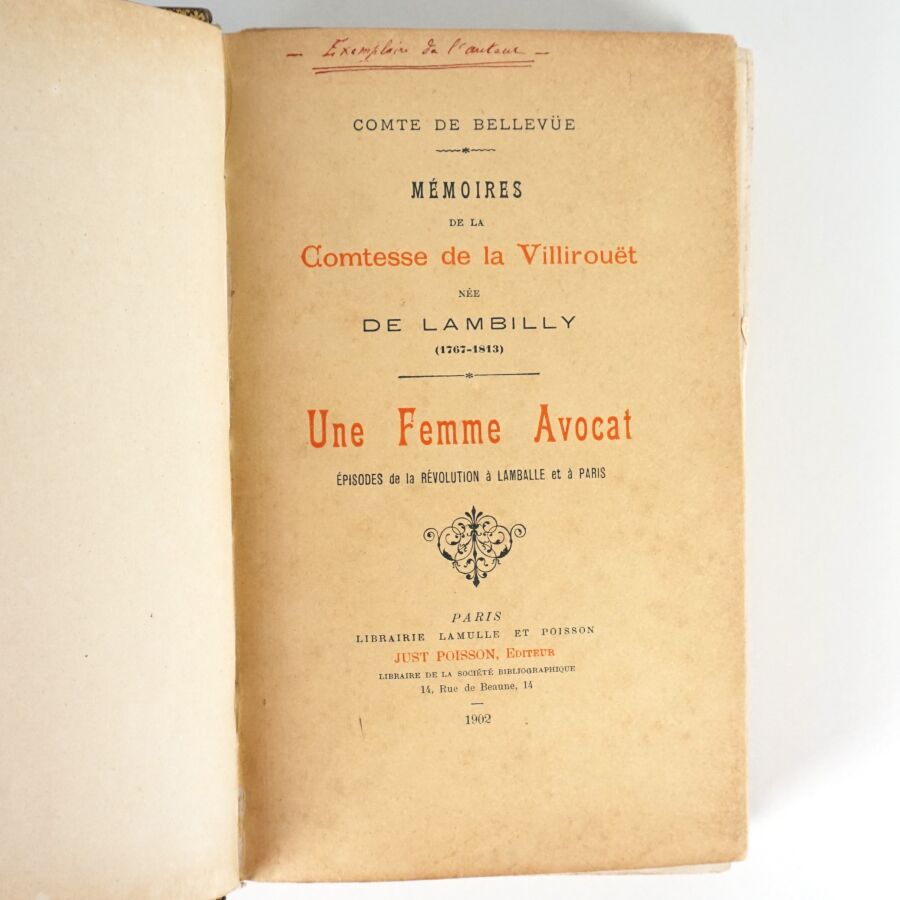 — Exemplaire de l'auteur —
COMTE DE BELLEVÜE
MÉMOIRES
DE LA
Comtesse de la Villirouët
NÉE
DE LAMBILLY
(1767-1813)
Une Femme Avocat
ÉPISODES de la RÉVOLUTION à LAMBALLE et à PARIS
PARIS
LIBRAIRIE LAMULLE ET POISSON
JUST POISSON, EDITEUR
LIBRAIRE DE LA SOCIÉTÉ BIBLIOGRAPHIQUE
14, Rue de Beaune, 14
1902